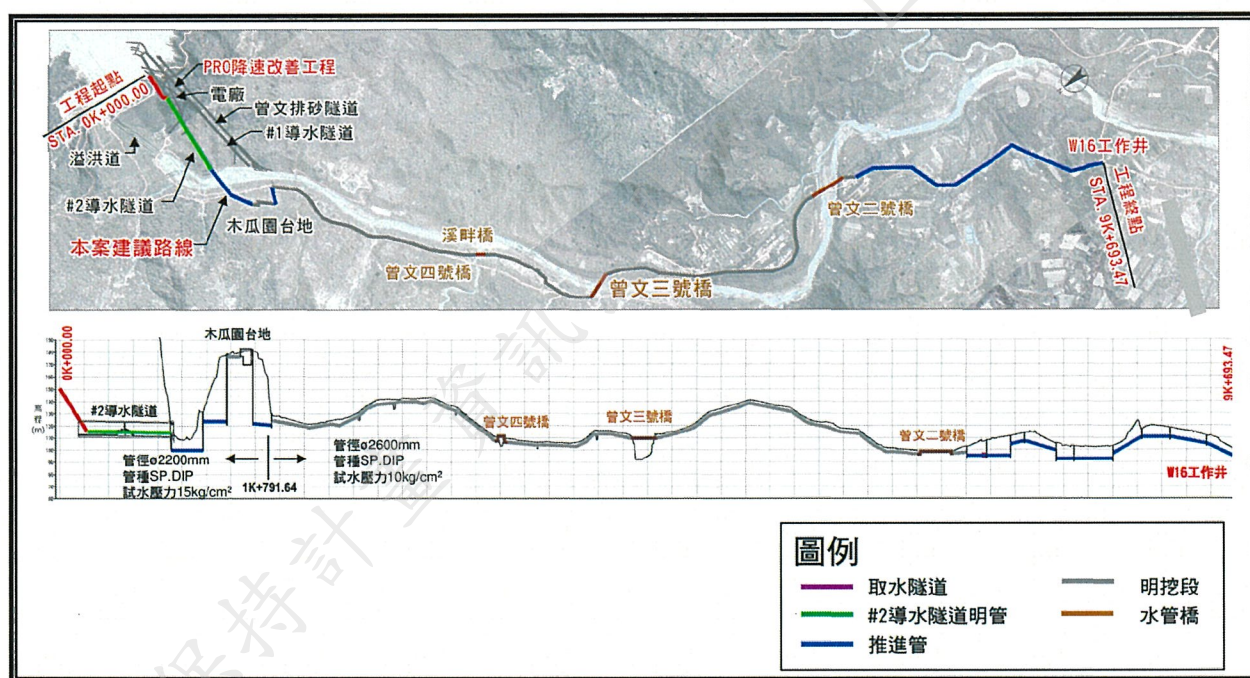 工程起點
STA. 0K+000.00
PRO降速改善工程
電廠
曾文排砂隧道
#1導水隧道
溢洪道
#2導水隧道
本案建議路線
木瓜園台地
溪畔橋
曾文四號橋
曾文三號橋
曾文二號橋
W16工作井
工程終點
STA. 9K+693.47
0K+000.00
木瓜園台地
9K+693.47
高程
(m)
#2導水隧道
曾文四號橋
曾文三號橋
曾文二號橋
管徑ø2200mm
管種SP.DIP
試水壓力15kg/cm²
1K+791.64
管徑ø2600mm
管種SP.DIP
試水壓力10kg/cm²
W16工作井
圖例
取水隧道
#2導水隧道明管
推進管
明挖段
水管橋
保持計畫資訊